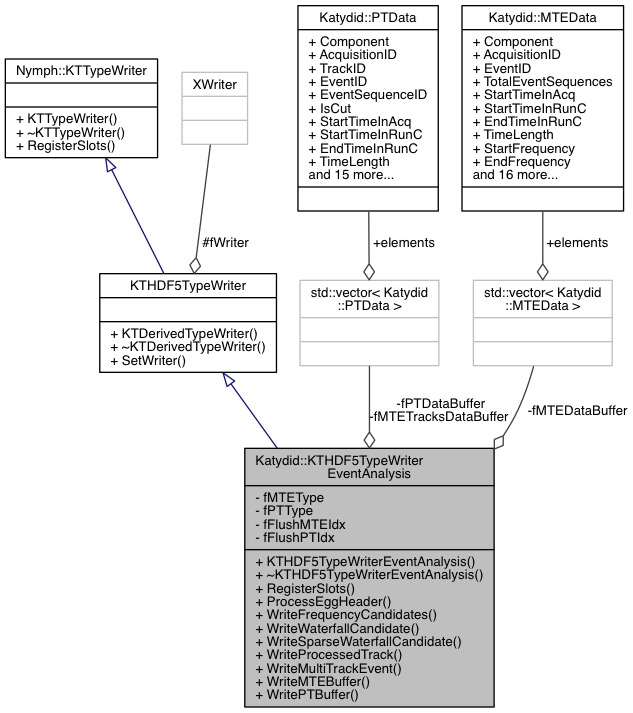 Nymph::KTTypeWriter
+ KTTypeWriter()
+ ~KTTypeWriter()
+ RegisterSlots()
XWriter
Katydid::PTData
+ Component
+ AcquisitionID
+ TrackID
+ EventID
+ EventSequenceID
+ IsCut
+ StartTimeInAcq
+ StartTimeInRunC
+ EndTimeInRunC
+ TimeLength
and 15 more...
Katydid::MTEData
+ Component
+ AcquisitionID
+ EventID
+ TotalEventSequences
+ StartTimeInAcq
+ StartTimeInRunC
+ EndTimeInRunC
+ TimeLength
+ StartFrequency
+ EndFrequency
and 16 more...
#fWriter
+elements
+elements
KTHDF5TypeWriter
+ KTDerivedTypeWriter()
+ ~KTDerivedTypeWriter()
+ SetWriter()
std::vector< Katydid
::PTData >
std::vector< Katydid
::MTEData >
-fPTDataBuffer
-fMTETracksDataBuffer
-fMTEDataBuffer
Katydid::KTHDF5TypeWriter
EventAnalysis
- fMTEType
- fPTType
- fFlushMTEIdx
- fFlushPTIdx
+ KTHDF5TypeWriterEventAnalysis()
+ ~KTHDF5TypeWriterEventAnalysis()
+ RegisterSlots()
+ ProcessEggHeader()
+ WriteFrequencyCandidates()
+ WriteWaterfallCandidate()
+ WriteSparseWaterfallCandidate()
+ WriteProcessedTrack()
+ WriteMultiTrackEvent()
+ WriteMTEBuffer()
+ WritePTBuffer()